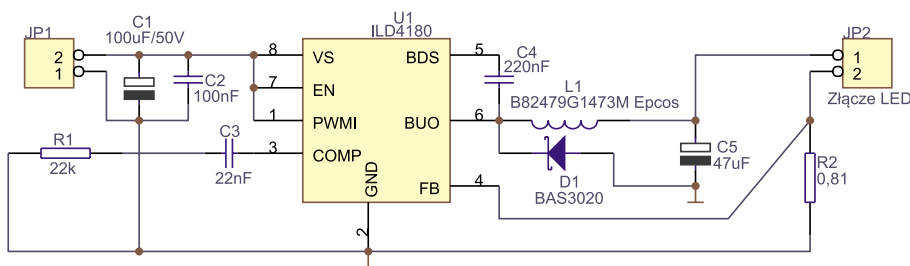 JP1
2
1
C1
100uF/50V
C2
100nF
R1
22k
C3
22nF
U1
ILD4180
8
VS
7
EN
1
PWMI
3
COMP
GND
2
BDS
5
BUO
6
FB
4
C4
220nF
L1
B82479G1473M Epcos
D1
BAS3020
C5
47uF
JP2
1
2
Złącze LED
R2
0,81